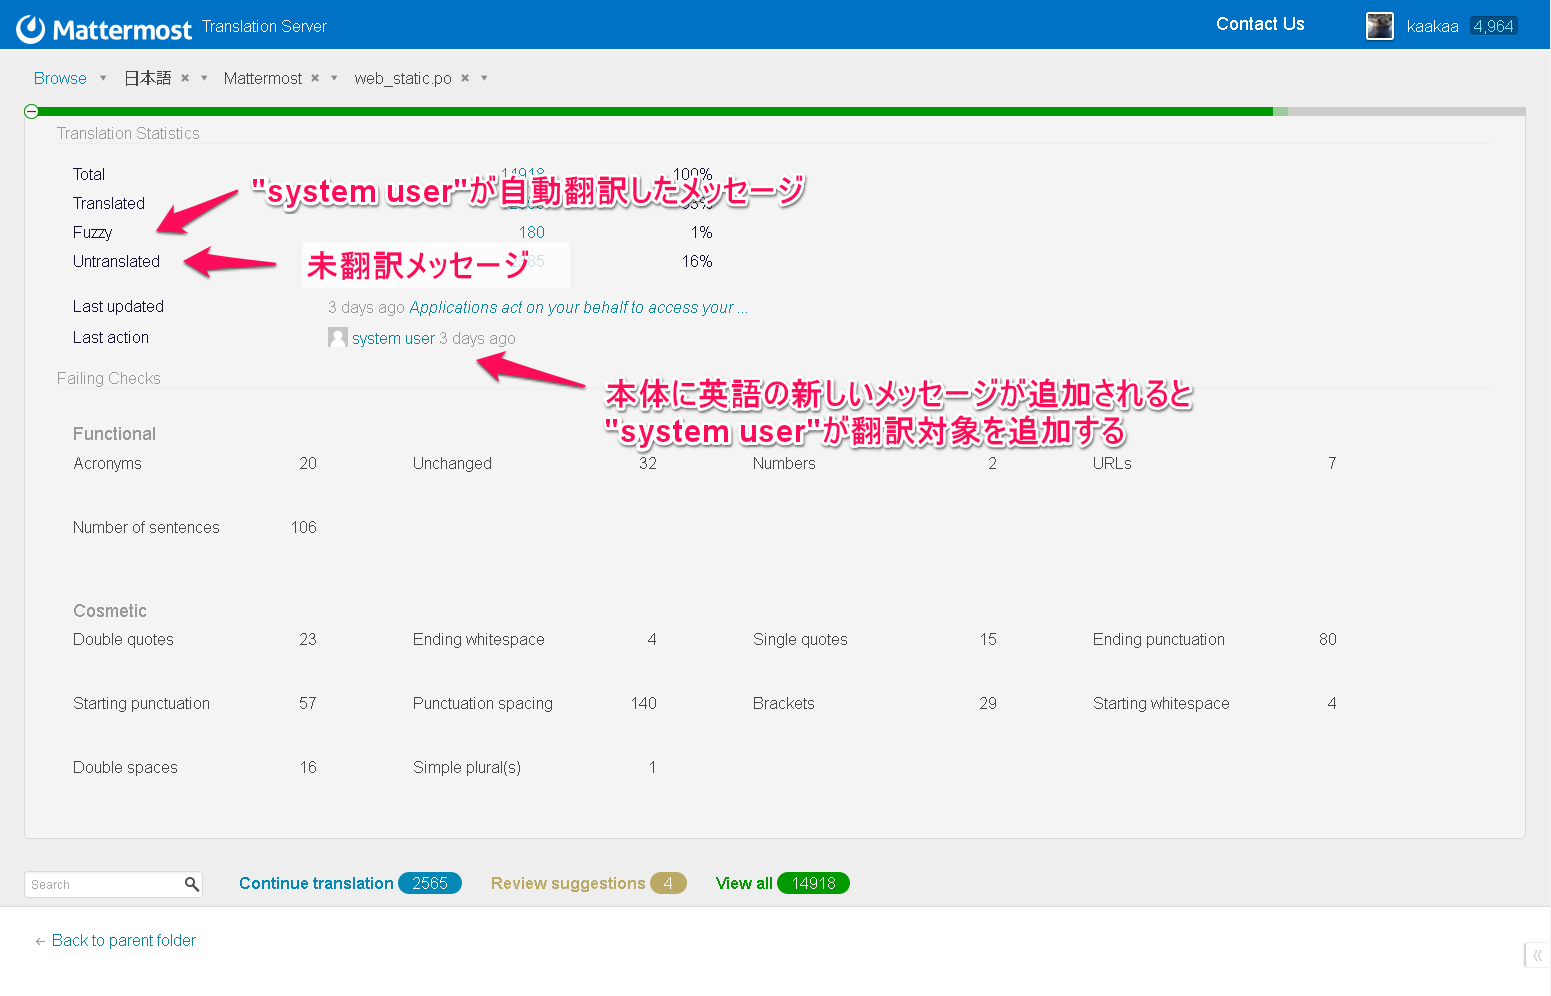 Mattermost Translation Server Contact Us kaakaa 4,964
Browse 日本語 Mattermost web_static.po
Translation Statistics
Total 14918 100%
"system user"が自動翻訳したメッセージ
Translated
Fuzzy 180 1%
Untranslated 16%
未翻訳メッセージ
Last updated 3 days ago Applications act on your behalf to access your ...
Last action system user 3 days ago
Failing Checks
本体に英語の新しいメッセージが追加されると
"system user"が翻訳対象を追加する
Functional
Acronyms 20 Unchanged 32 Numbers 2 URLs 7
Number of sentences 106
Cosmetic
Double quotes 23 Ending whitespace 4 Single quotes 15 Ending punctuation 80
Starting punctuation 57 Punctuation spacing 140 Brackets 29 Starting whitespace 4
Double spaces 16 Simple plural(s) 1
Search Continue translation 2565 Review suggestions 4 View all 14918
← Back to parent folder